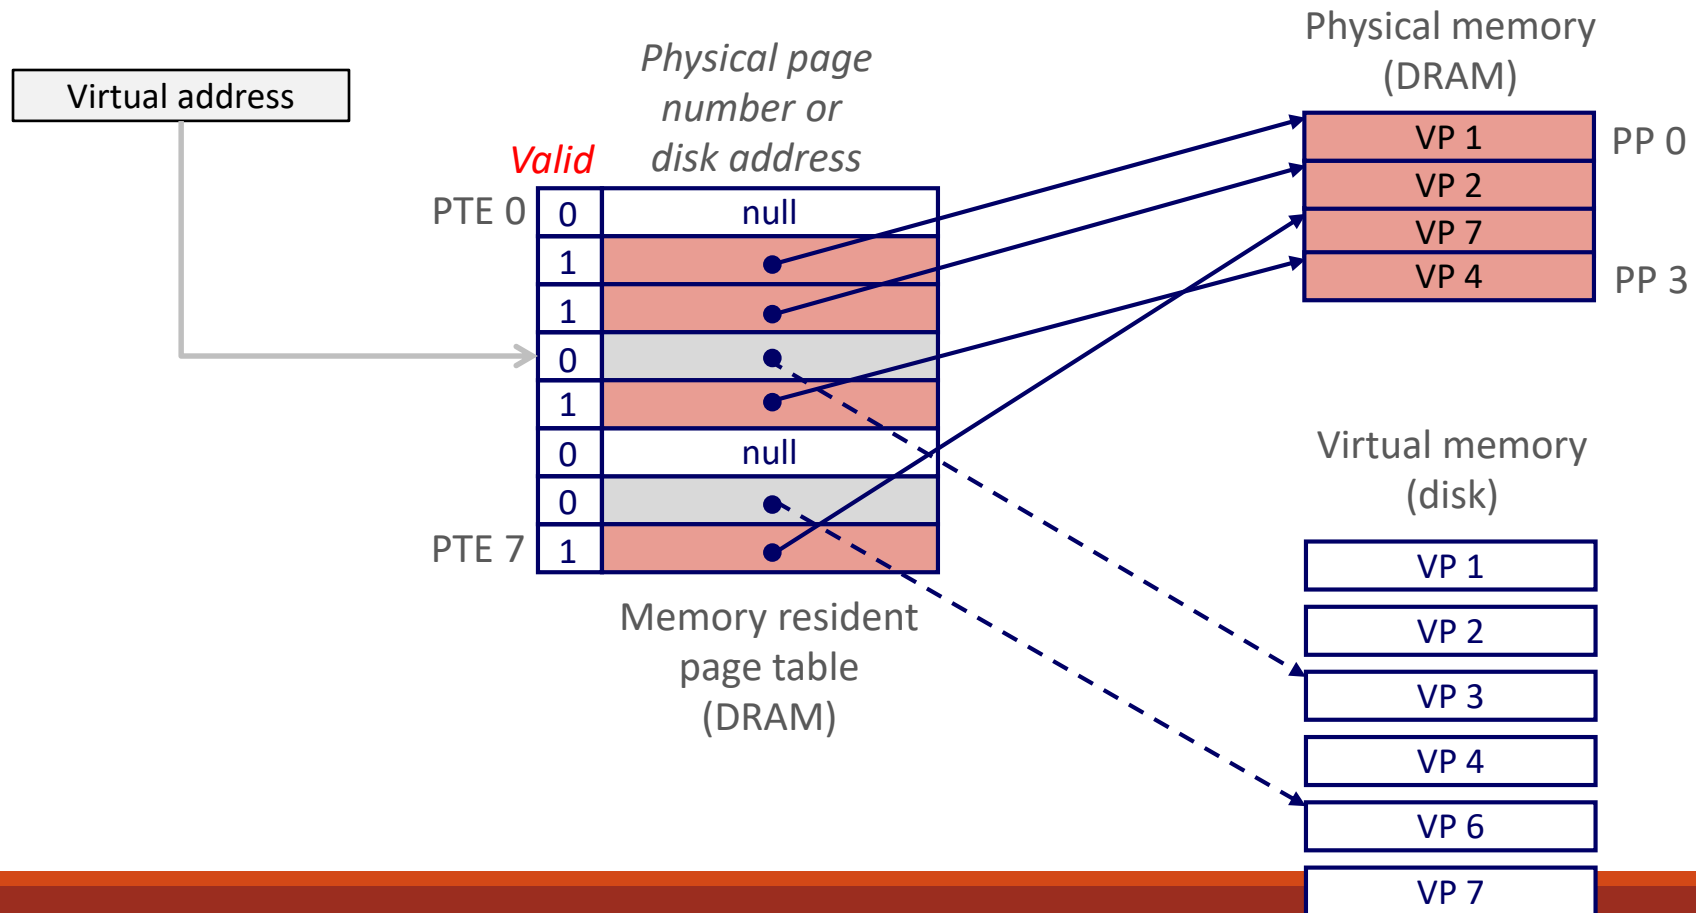 Virtual address
Physical page
number or
disk address
Valid
PTE 0
0
null
1
1
0
1
0
null
0
PTE 7
1
Memory resident
page table
(DRAM)
Physical memory
(DRAM)
VP 1
PP 0
VP 2
VP 7
VP 4
PP 3
Virtual memory
(disk)
VP 1
VP 2
VP 3
VP 4
VP 6
VP 7